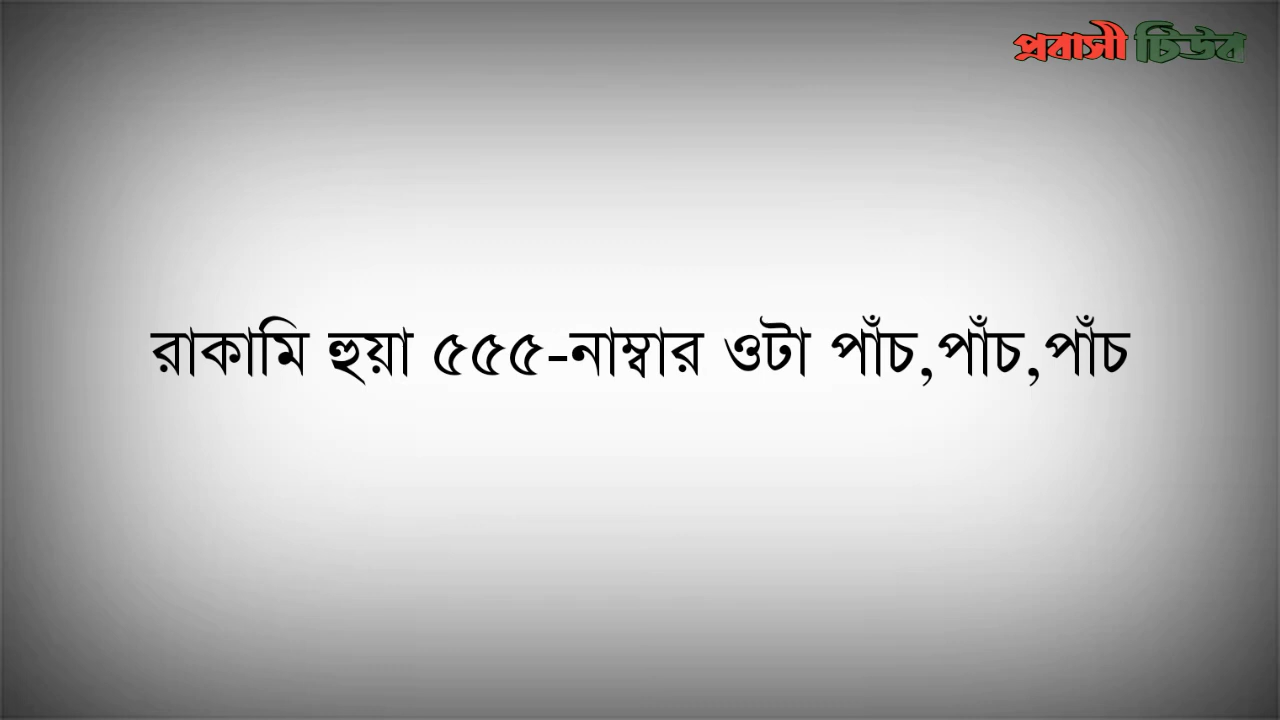 প্রবাসী টিউব
রাকামি হুয়া ৫৫৫-নাম্বার ওটা পাঁচ,পাঁচ,পাঁচ